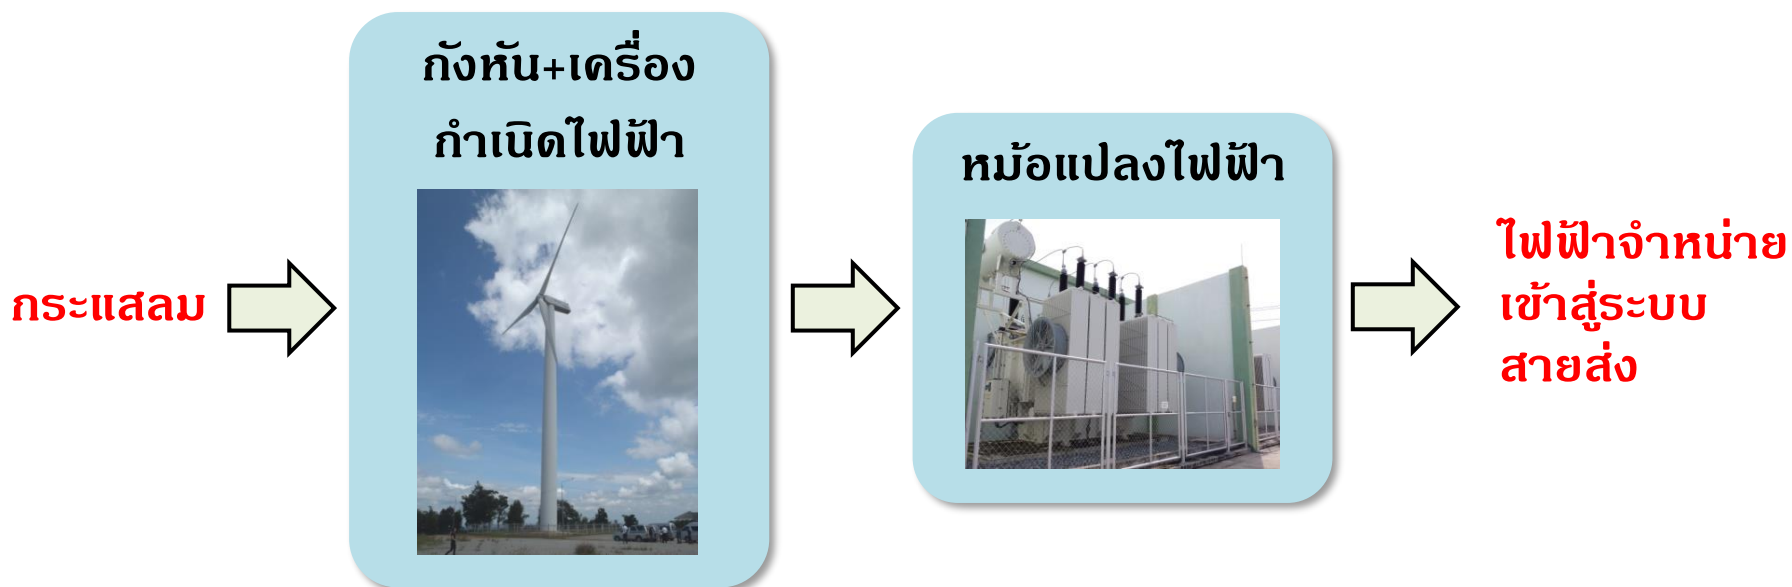 กระแสลม
กังหัน+เครื่อง
กำเนิดไฟฟ้า
หม้อแปลงไฟฟ้า
ไฟฟ้าจำหน่าย
เข้าสู่ระบบ
สายส่ง